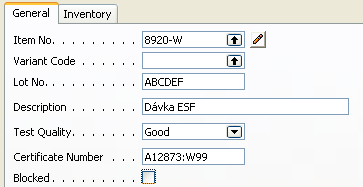 General Inventory
Item No. . . . . . . . . 8920-W
Variant Code . . . . . .
Lot No. . . . . . . . . . ABCDEF
Description . . . . . . . Dávka ESF
Test Quality. . . . . . . Good
Certificate Number . . . . A12873:W99
Blocked . . . . . . . . .